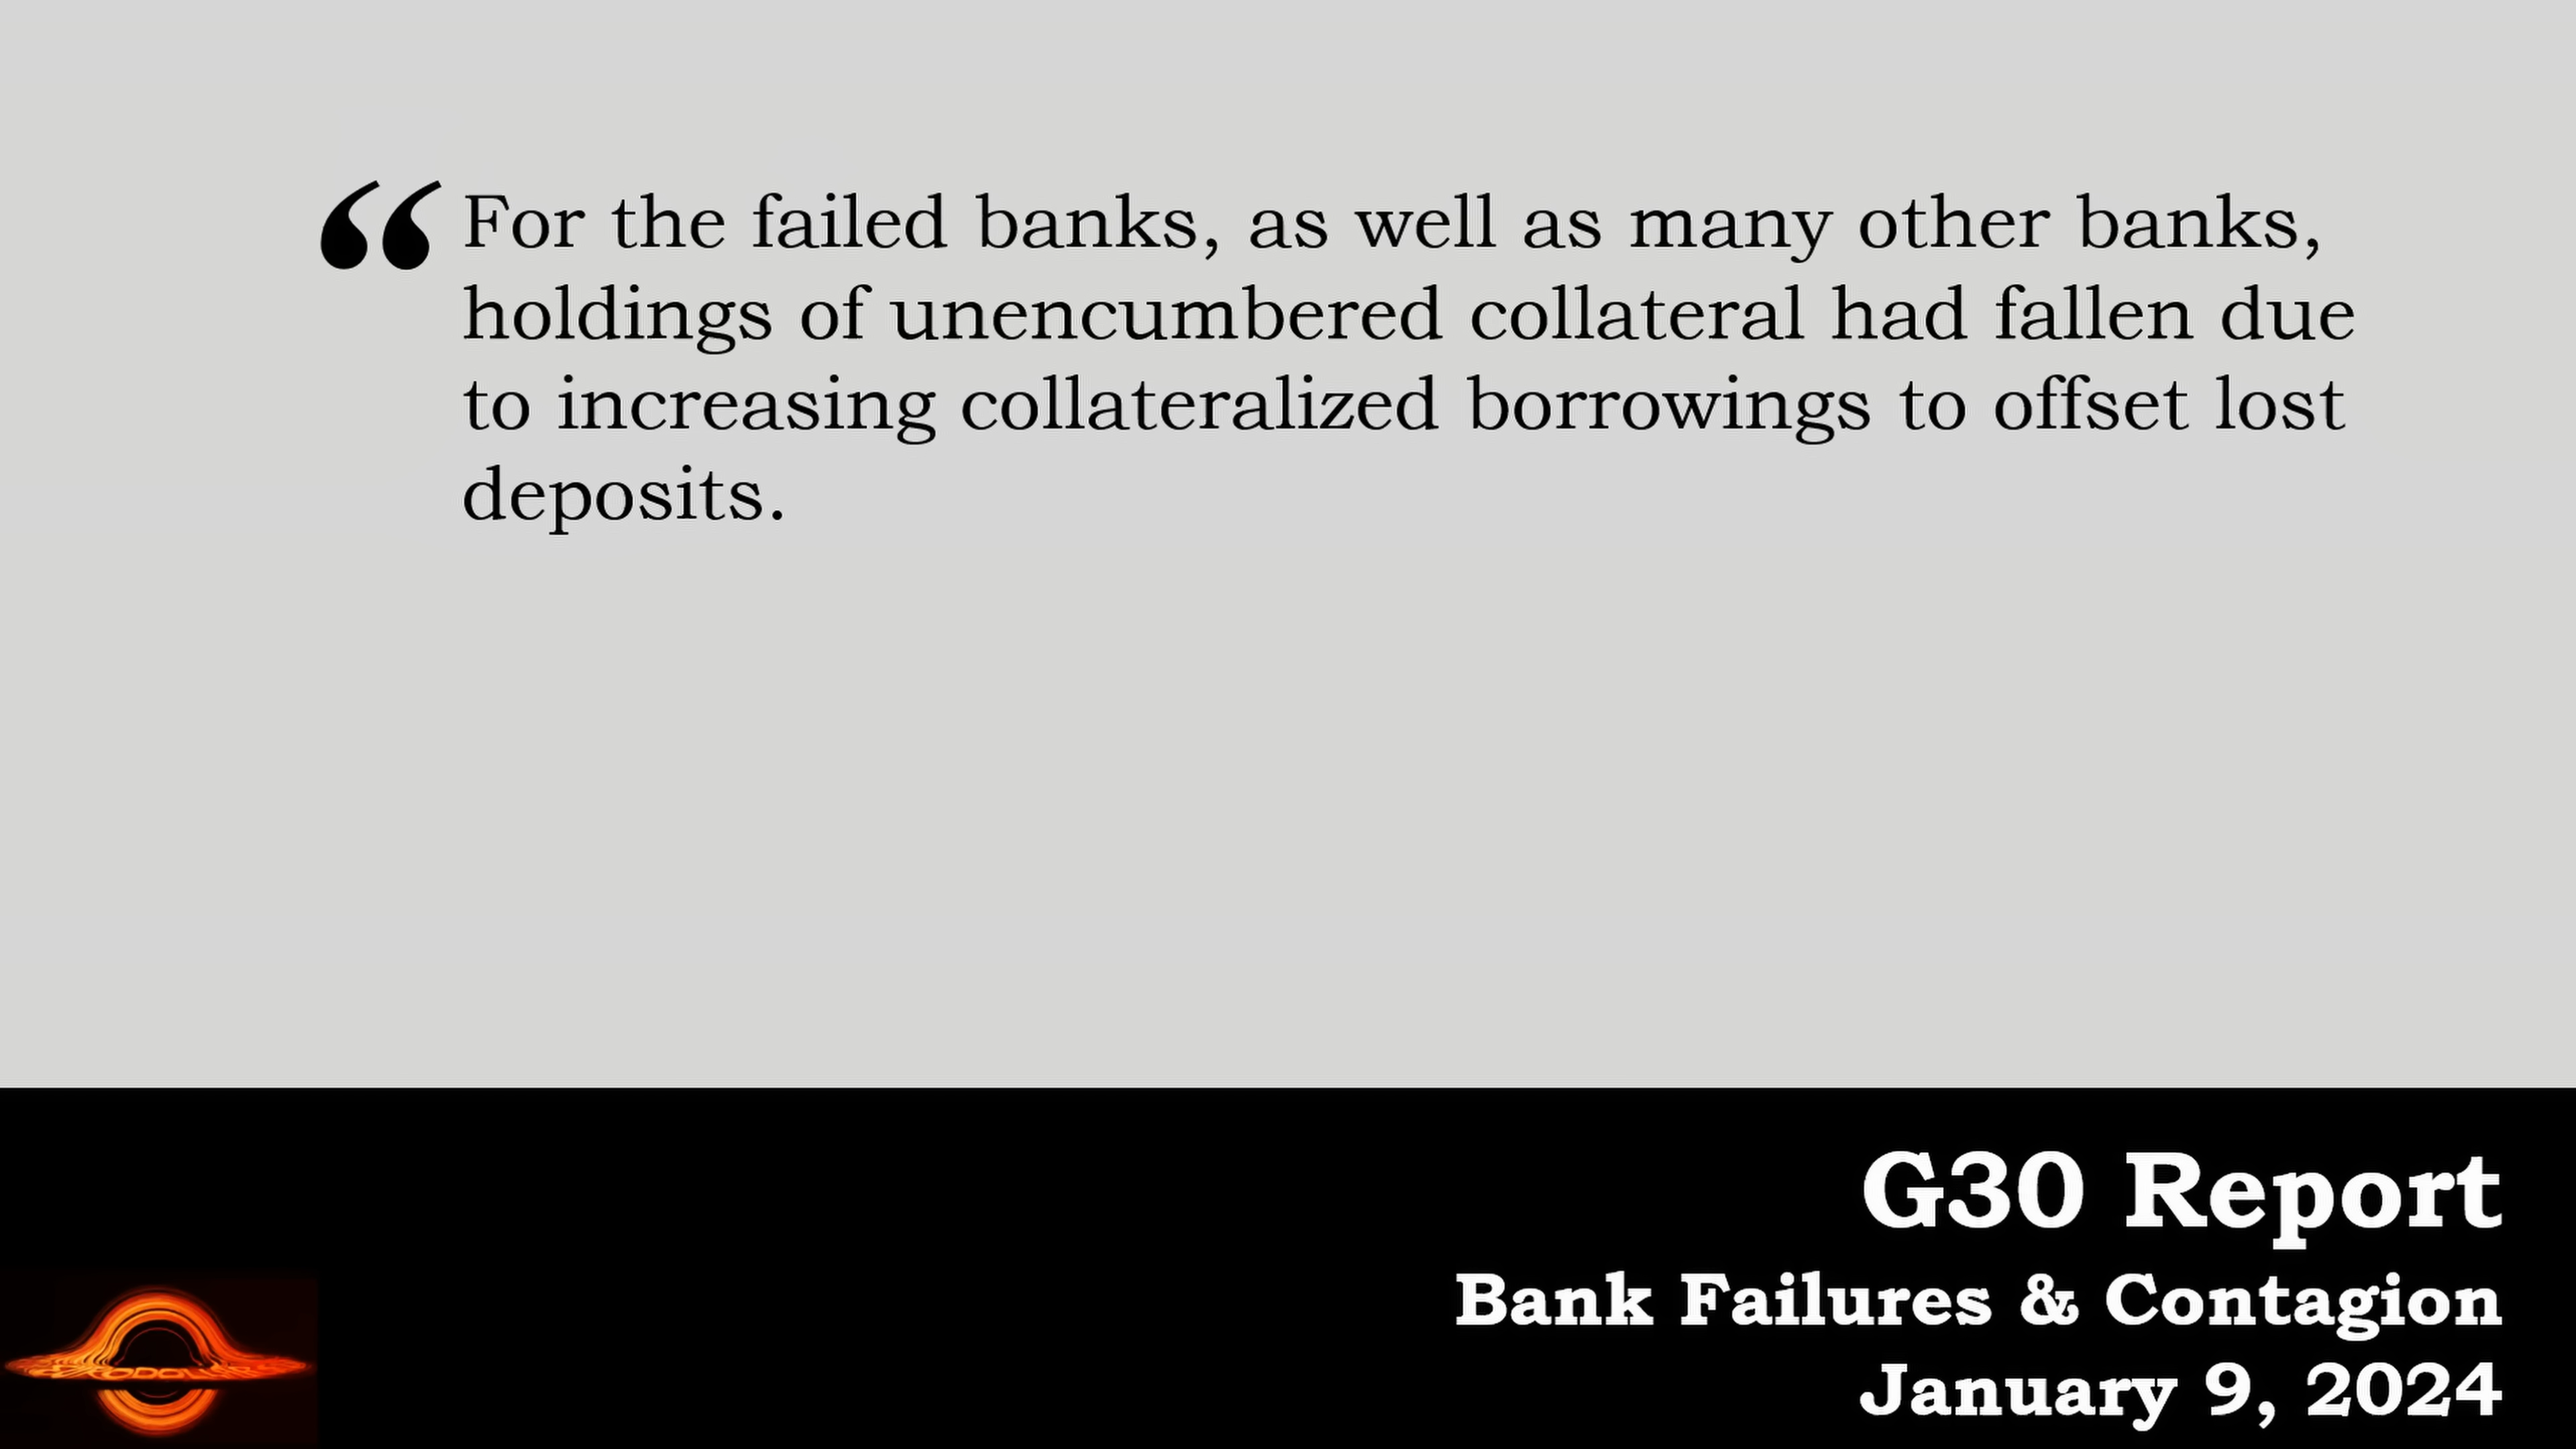 “For the failed banks, as well as many other banks,
holdings of unencumbered collateral had fallen due
to increasing collateralized borrowings to offset lost
deposits.
G30 Report
Bank Failures & Contagion
January 9, 2024